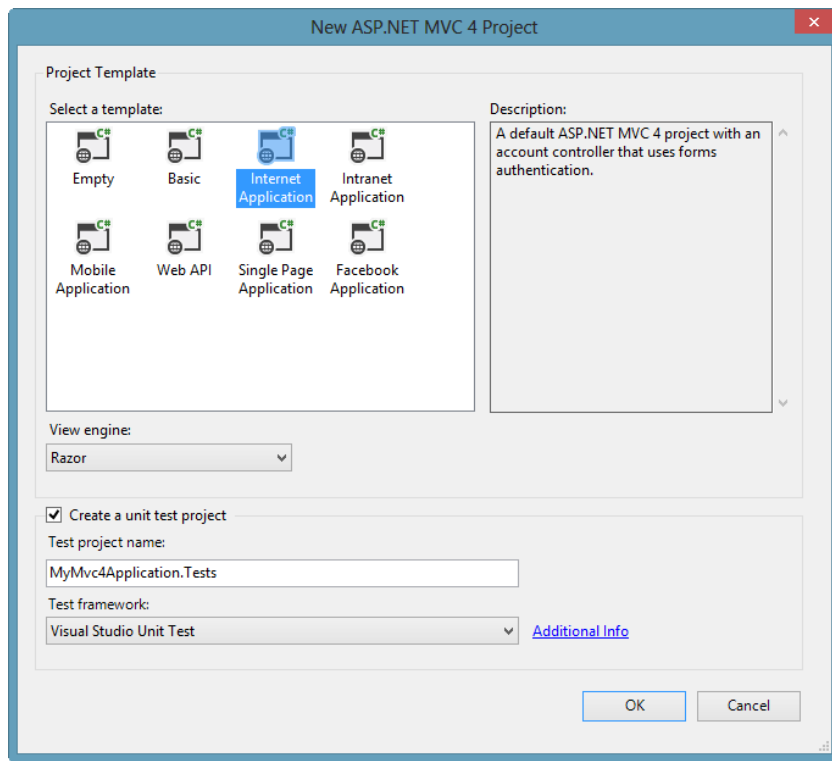 New ASP.NET MVC 4 Project
Project Template
Select a template:
C# C# C# C#
Empty Basic Internet Intranet
Application Application
C# C# C# C#
Mobile Web API Single Page Facebook
Application Application Application
Description:
A default ASP.NET MVC 4 project with an
account controller that uses forms
authentication.
View engine:
Razor
Create a unit test project
Test project name:
MyMvc4Application.Tests
Test framework:
Visual Studio Unit Test
Additional Info
OK Cancel